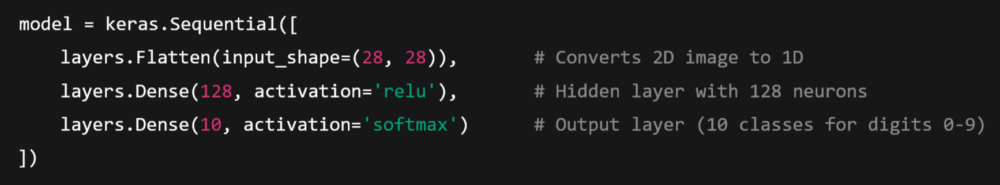 model = keras.Sequential([
    layers.Flatten(input_shape=(28, 28)),       # Converts 2D image to 1D
    layers.Dense(128, activation='relu'),       # Hidden layer with 128 neurons
    layers.Dense(10, activation='softmax')      # Output layer (10 classes for digits 0-9)
])